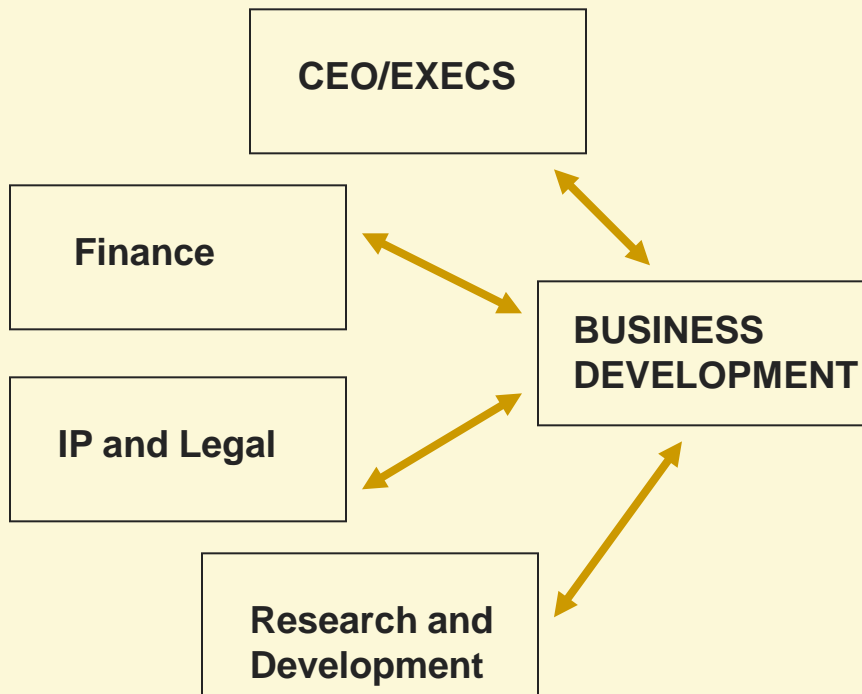 CEO/EXECS
Finance
BUSINESS
DEVELOPMENT
IP and Legal
Research and
Development